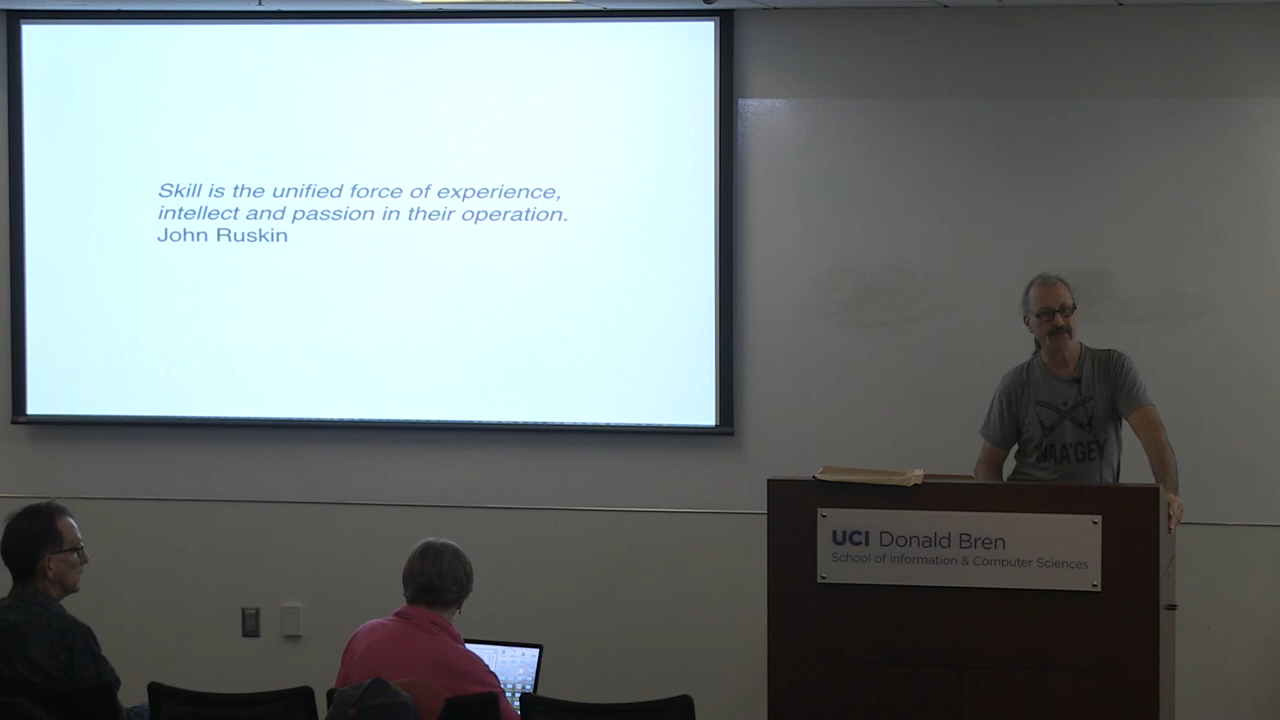 Skill is the unified force of experience,
intellect and passion in their operation.
John Ruskin
UCI Donald Bren
School of Information & Computer Sciences